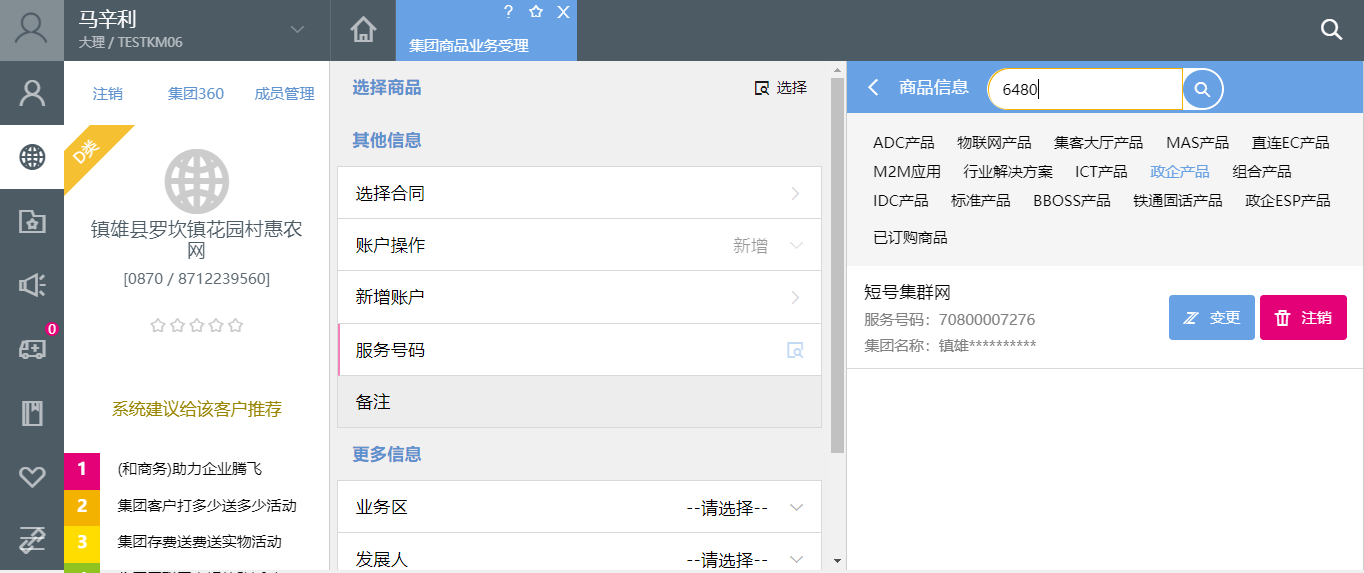 马辛利
大理 / TESTKM06
? X
集团商品业务受理
0
注销 集团360 成员管理
D类
镇雄县罗坎镇花园村惠农
网
[0870 / 8712239560]
系统建议给该客户推荐
1 (和商务)助力企业腾飞
2 集团客户打多少送多少活动
3 集团存费送费送实物活动
选择商品 选择
其他信息
选择合同
账户操作 新增
新增账户
服务号码
备注
更多信息
业务区 --请选择--
发展人 --请选择--
商品信息 6480
ADC产品 物联网产品 集客大厅产品 MAS产品 直连EC产品
M2M应用 行业解决方案 ICT产品 政企产品 组合产品
IDC产品 标准产品 BBOSS产品 铁通固话产品 政企ESP产品
已订购商品
短号集群网
服务号码：70800007276
集团名称：镇雄**********
变更 注销